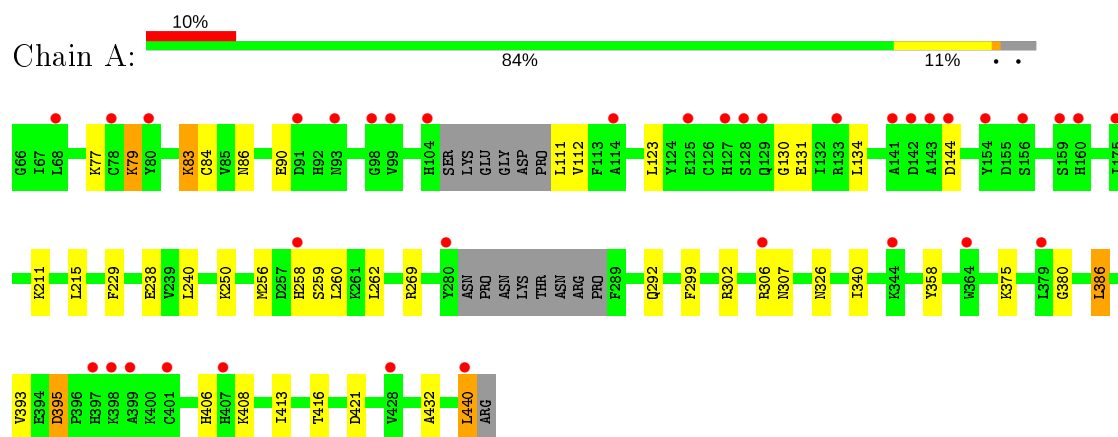 10%
Chain A:
84% 11% • •
G66 I67 L68 K77 C78 K79 Y80 K83 C84 V85 N86 E90 D91 H92 N93 G98 V99 H104 SER LYS GLU GLY ASP PRO L111 V112 F113 A114 L123 Y124 E125 C126 H127 S128 Q129 G130 E131 I132 R133 L134 A141 D142 A143 D144 Y154 D155 S156 S159 H160 I175
K211 L215 F229 E238 V239 L240 K250 M256 D257 H258 S259 L260 K261 L262 R269 Y280 ASN PRO ASN LYS THR ASN ARG PRO F289 Q292 F299 R302 R306 N307 N326 I340 K344 Y358 W364 K375 L379 G380 L386
V393 E394 D395 P396 H397 K398 A399 K400 C401 H406 H407 K408 I413 T416 D421 V428 A432 L440 ARG